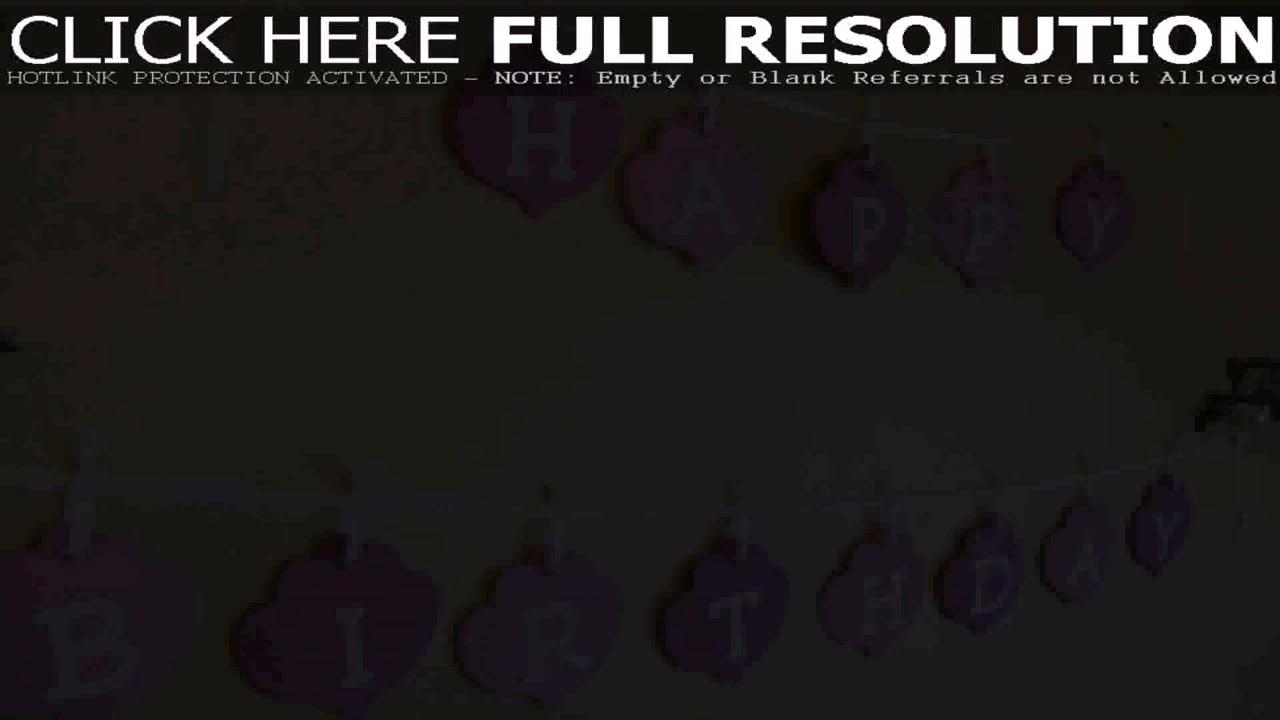 CLICK HERE FULL RESOLUTION
HOTLINK PROTECTION ACTIVATED – NOTE: Empty or Blank Referrals are not Allowed
HAPPY
BIRTHDAY